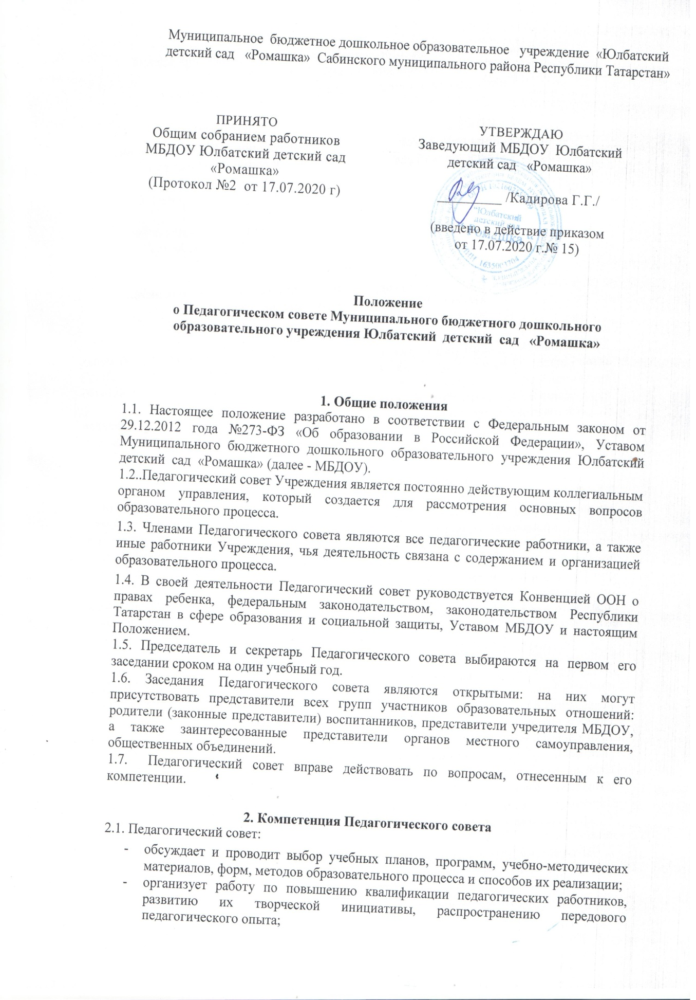 Муниципальное бюджетное дошкольное образовательное учреждение «Юлбатский
детский сад «Ромашка» Сабинского муниципального района Республики Татарстан»
ПРИНЯТО
Общим собранием работников
МБДОУ Юлбатский детский сад
«Ромашка»
(Протокол №2 от 17.07.2020 г)
УТВЕРЖДАЮ
Заведующий МБДОУ Юлбатский
детский сад «Ромашка»
_________ /Кадирова Г.Г./
(введено в действие приказом
от 17.07.2020 г.№ 15)
"Юлбатский
детский сад
"Ромашка"
ИНН 1635003704
Положение
о Педагогическом совете Муниципального бюджетного дошкольного
образовательного учреждения Юлбатский детский сад «Ромашка»
1. Общие положения
1.1. Настоящее положение разработано в соответствии с Федеральным законом от
29.12.2012 года №273-ФЗ «Об образовании в Российской Федерации», Уставом
Муниципального бюджетного дошкольного образовательного учреждения Юлбатский
детский сад «Ромашка» (далее - МБДОУ).
1.2..Педагогический совет Учреждения является постоянно действующим коллегиальным
органом управления, который создается для рассмотрения основных вопросов
образовательного процесса.
1.3. Членами Педагогического совета являются все педагогические работники, а также
иные работники Учреждения, чья деятельность связана с содержанием и организацией
образовательного процесса.
1.4. В своей деятельности Педагогический совет руководствуется Конвенцией ООН о
правах ребенка, федеральным законодательством, законодательством Республики
Татарстан в сфере образования и социальной защиты, Уставом МБДОУ и настоящим
Положением.
1.5. Председатель и секретарь Педагогического совета выбираются на первом его
заседании сроком на один учебный год.
1.6. Заседания Педагогического совета являются открытыми: на них могут
присутствовать представители всех групп участников образовательных отношений:
родители (законные представители) воспитанников, представители учредителя МБДОУ,
а также заинтересованные представители органов местного самоуправления,
общественных объединений.
1.7. Педагогический совет вправе действовать по вопросам, отнесенным к его
компетенции.
2. Компетенция Педагогического совета
2.1. Педагогический совет:
- обсуждает и проводит выбор учебных планов, программ, учебно-методических
материалов, форм, методов образовательного процесса и способов их реализации;
- организует работу по повышению квалификации педагогических работников,
развитию их творческой инициативы, распространению передового
педагогического опыта;